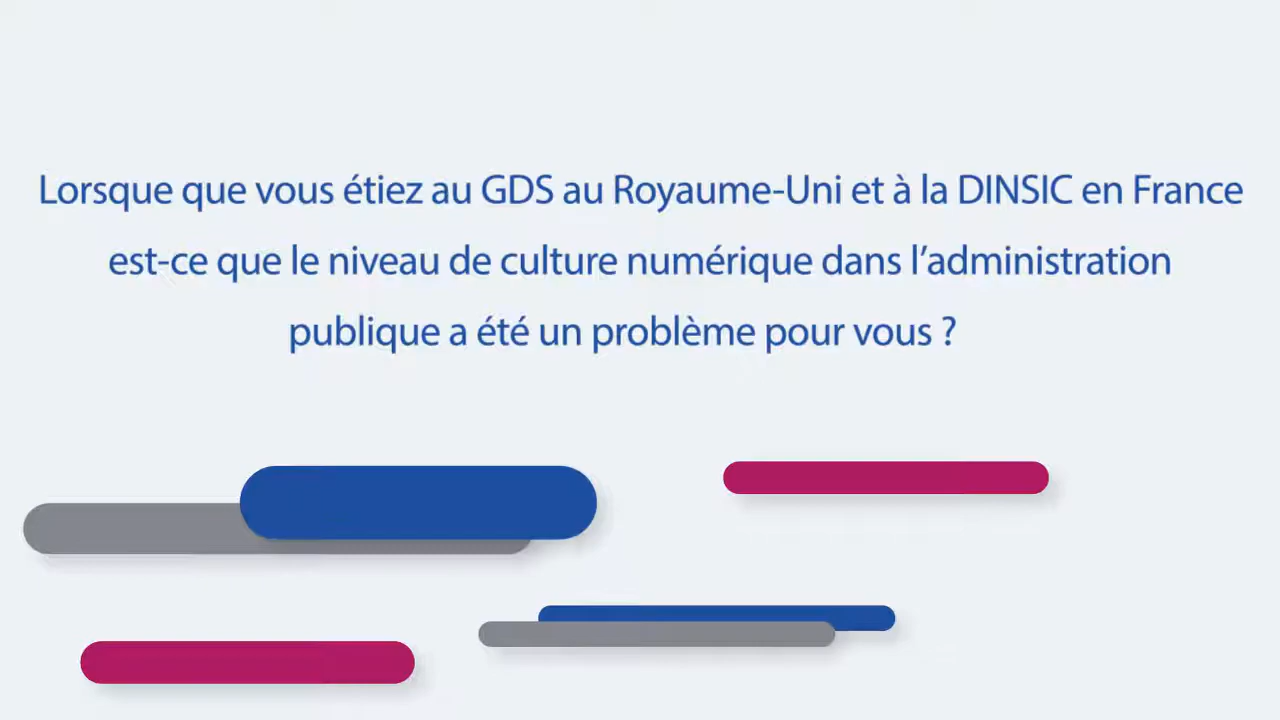 Lorsque que vous étiez au GDS au Royaume-Uni et à la DINSIC en France
est-ce que le niveau de culture numérique dans l’administration
publique a été un problème pour vous ?